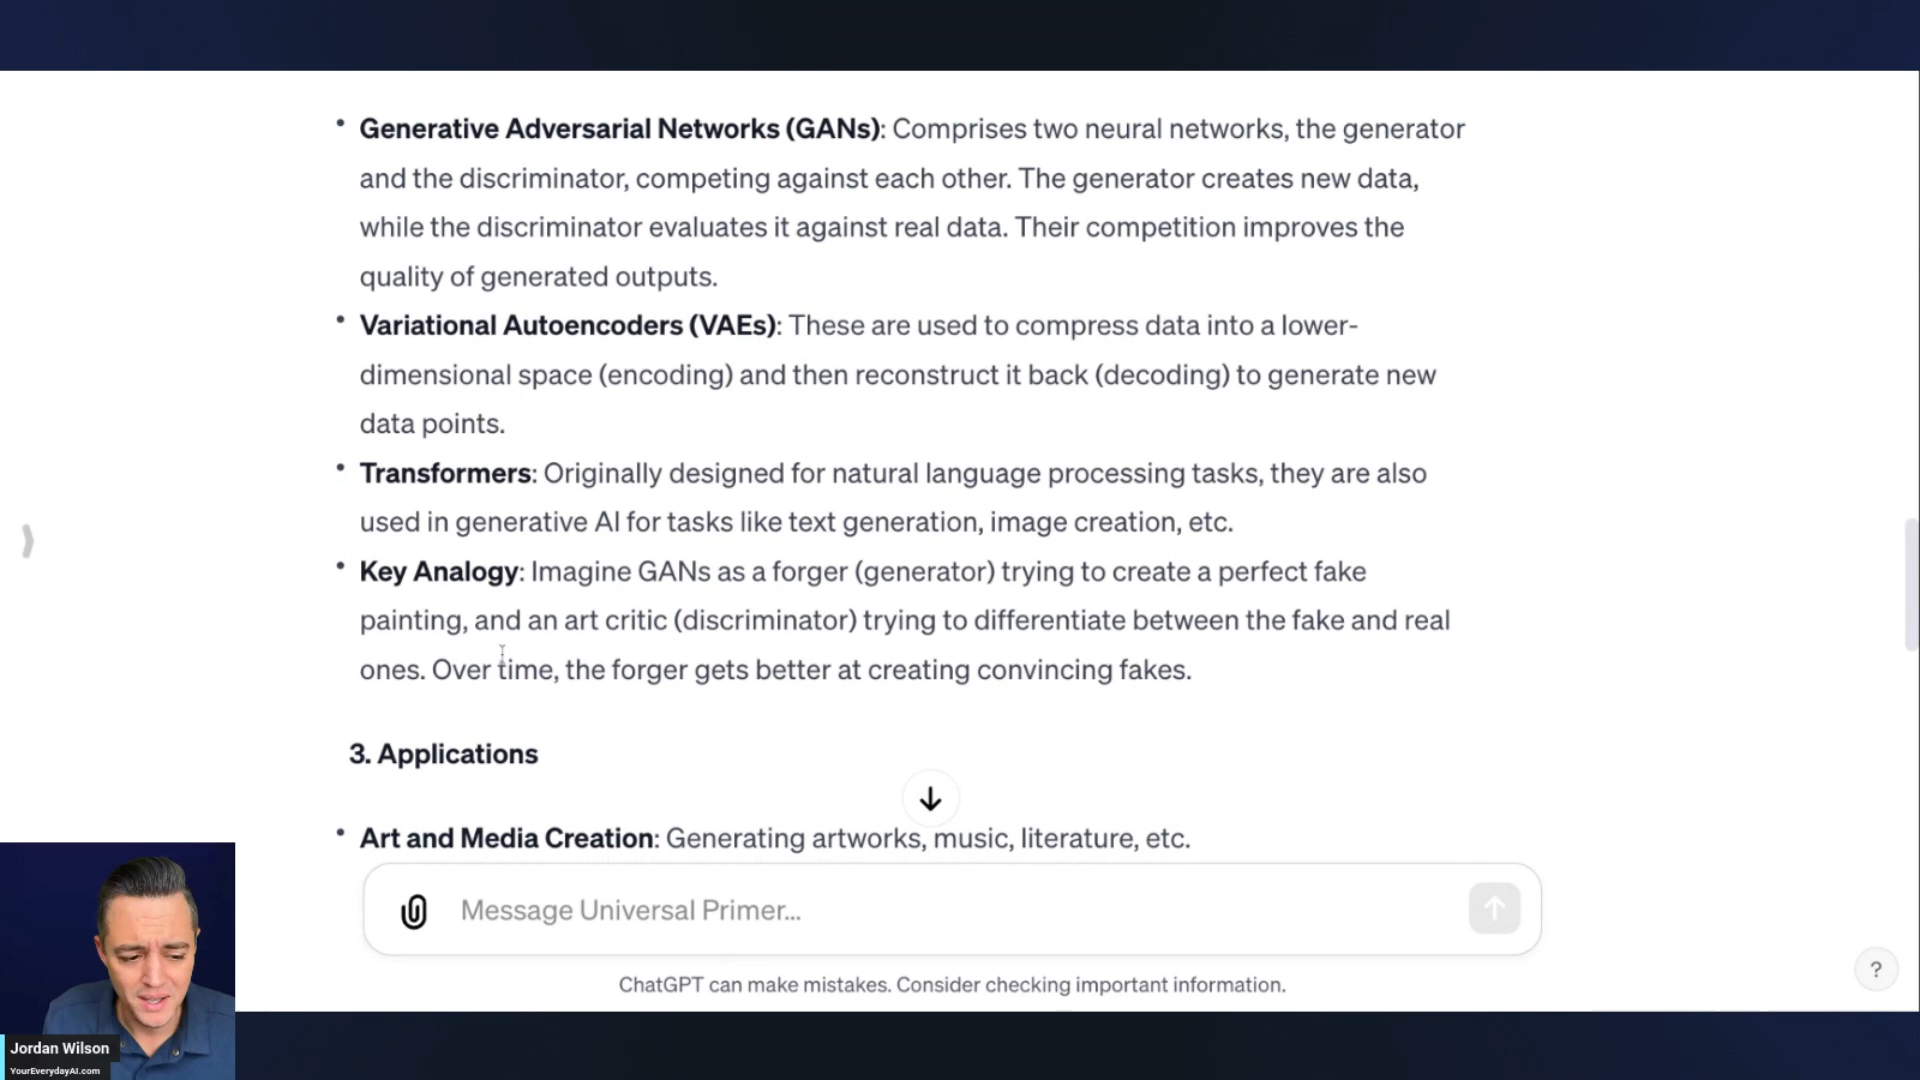 Generative Adversarial Networks (GANs): Comprises two neural networks, the generator
and the discriminator, competing against each other. The generator creates new data,
while the discriminator evaluates it against real data. Their competition improves the
quality of generated outputs.
Variational Autoencoders (VAEs): These are used to compress data into a lower-
dimensional space (encoding) and then reconstruct it back (decoding) to generate new
data points.
Transformers: Originally designed for natural language processing tasks, they are also
used in generative AI for tasks like text generation, image creation, etc.
Key Analogy: Imagine GANs as a forger (generator) trying to create a perfect fake
painting, and an art critic (discriminator) trying to differentiate between the fake and real
ones. Over time, the forger gets better at creating convincing fakes.
3. Applications
Art and Media Creation: Generating artworks, music, literature, etc.
Message Universal Primer...
ChatGPT can make mistakes. Consider checking important information.
?
Jordan Wilson
YourEverydayAI.com